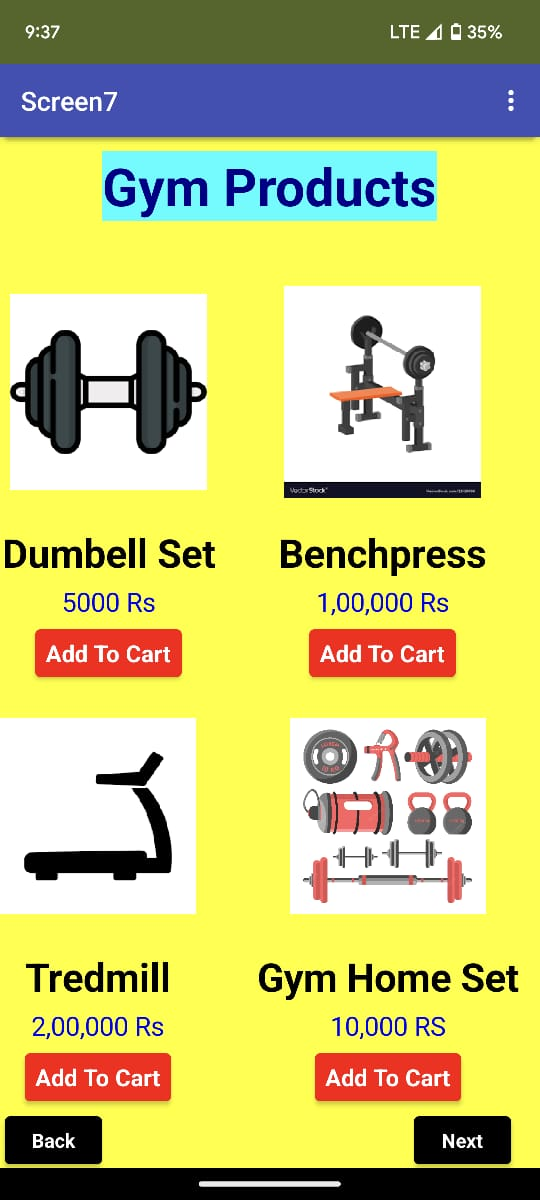 9:37 LTE 35%
Screen7
Gym Products
VectorStock®
Dumbell Set Benchpress
5000 Rs 1,00,000 Rs
Add To Cart Add To Cart
Tredmill Gym Home Set
2,00,000 Rs 10,000 RS
Add To Cart Add To Cart
Back Next